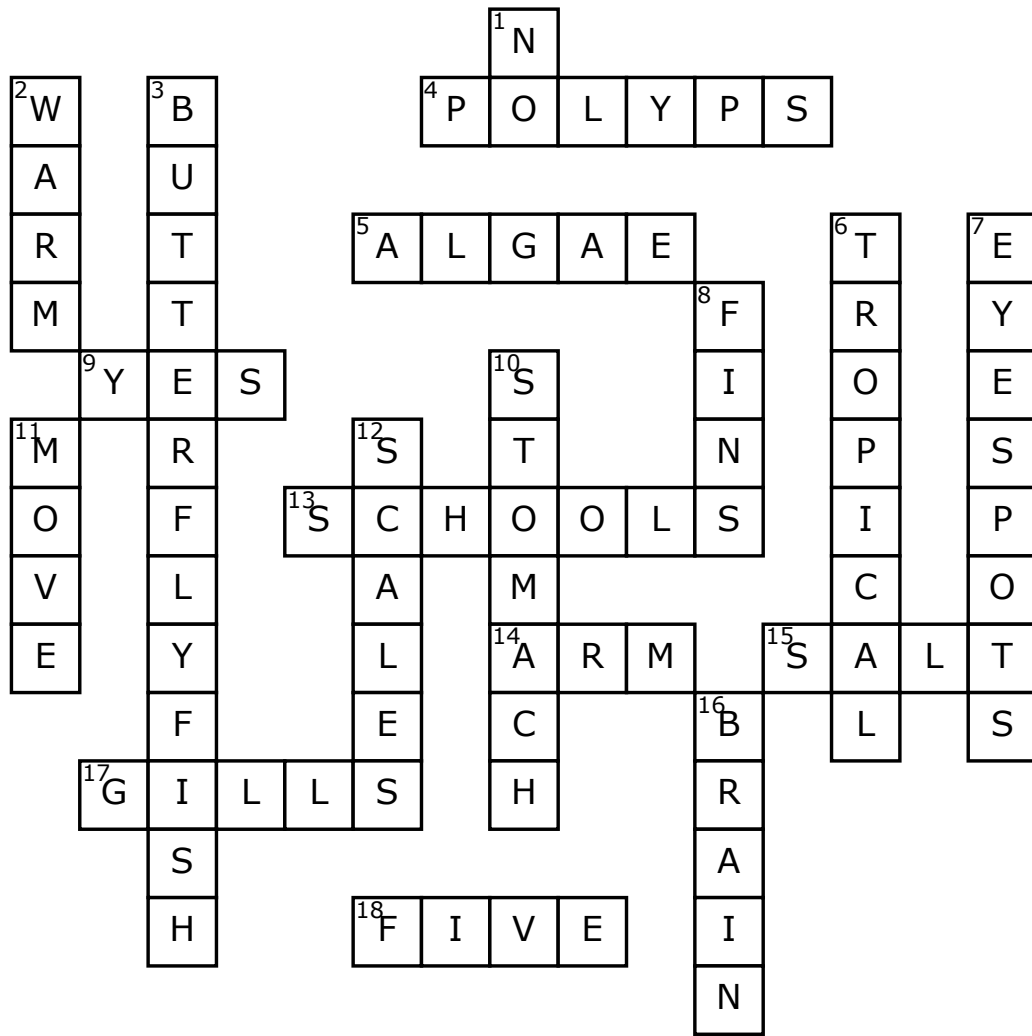 1 N
2 W 3 B 4 P O L Y P S
A U
R T 5 A L G A E 6 T 7 E
M T 8 F R Y
9 Y E S 10 S I O E
11 M R 12 S T N P S
O F 13 S C H O O L S I P
V L A M C O
E Y L 14 A R M 15 S A L T
F E C 16 B L S
17 G I L L S H R
S A
H 18 F I V E I
N